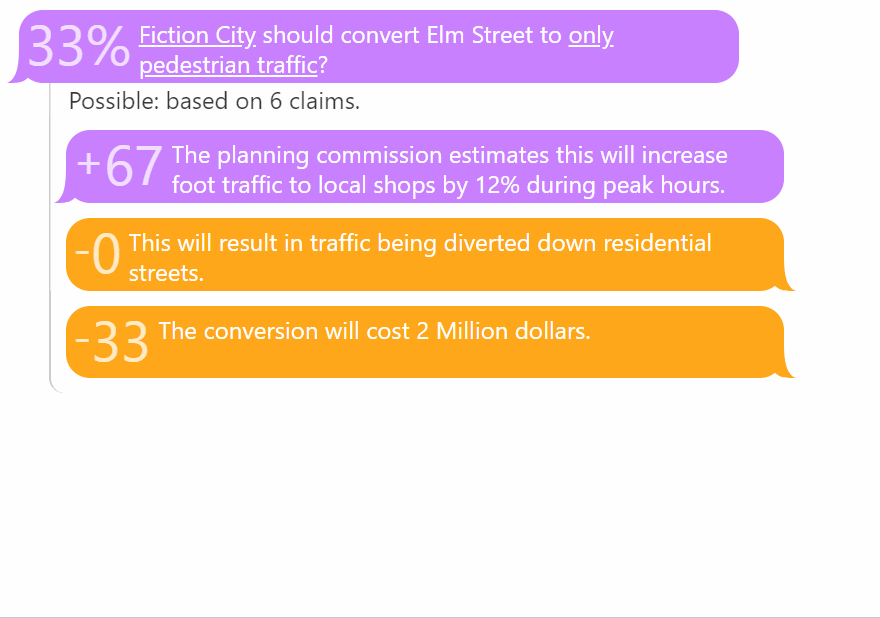 33% Fiction City should convert Elm Street to only
pedestrian traffic?
Possible: based on 6 claims.
+67 The planning commission estimates this will increase
foot traffic to local shops by 12% during peak hours.
-0 This will result in traffic being diverted down residential
streets.
-33 The conversion will cost 2 Million dollars.